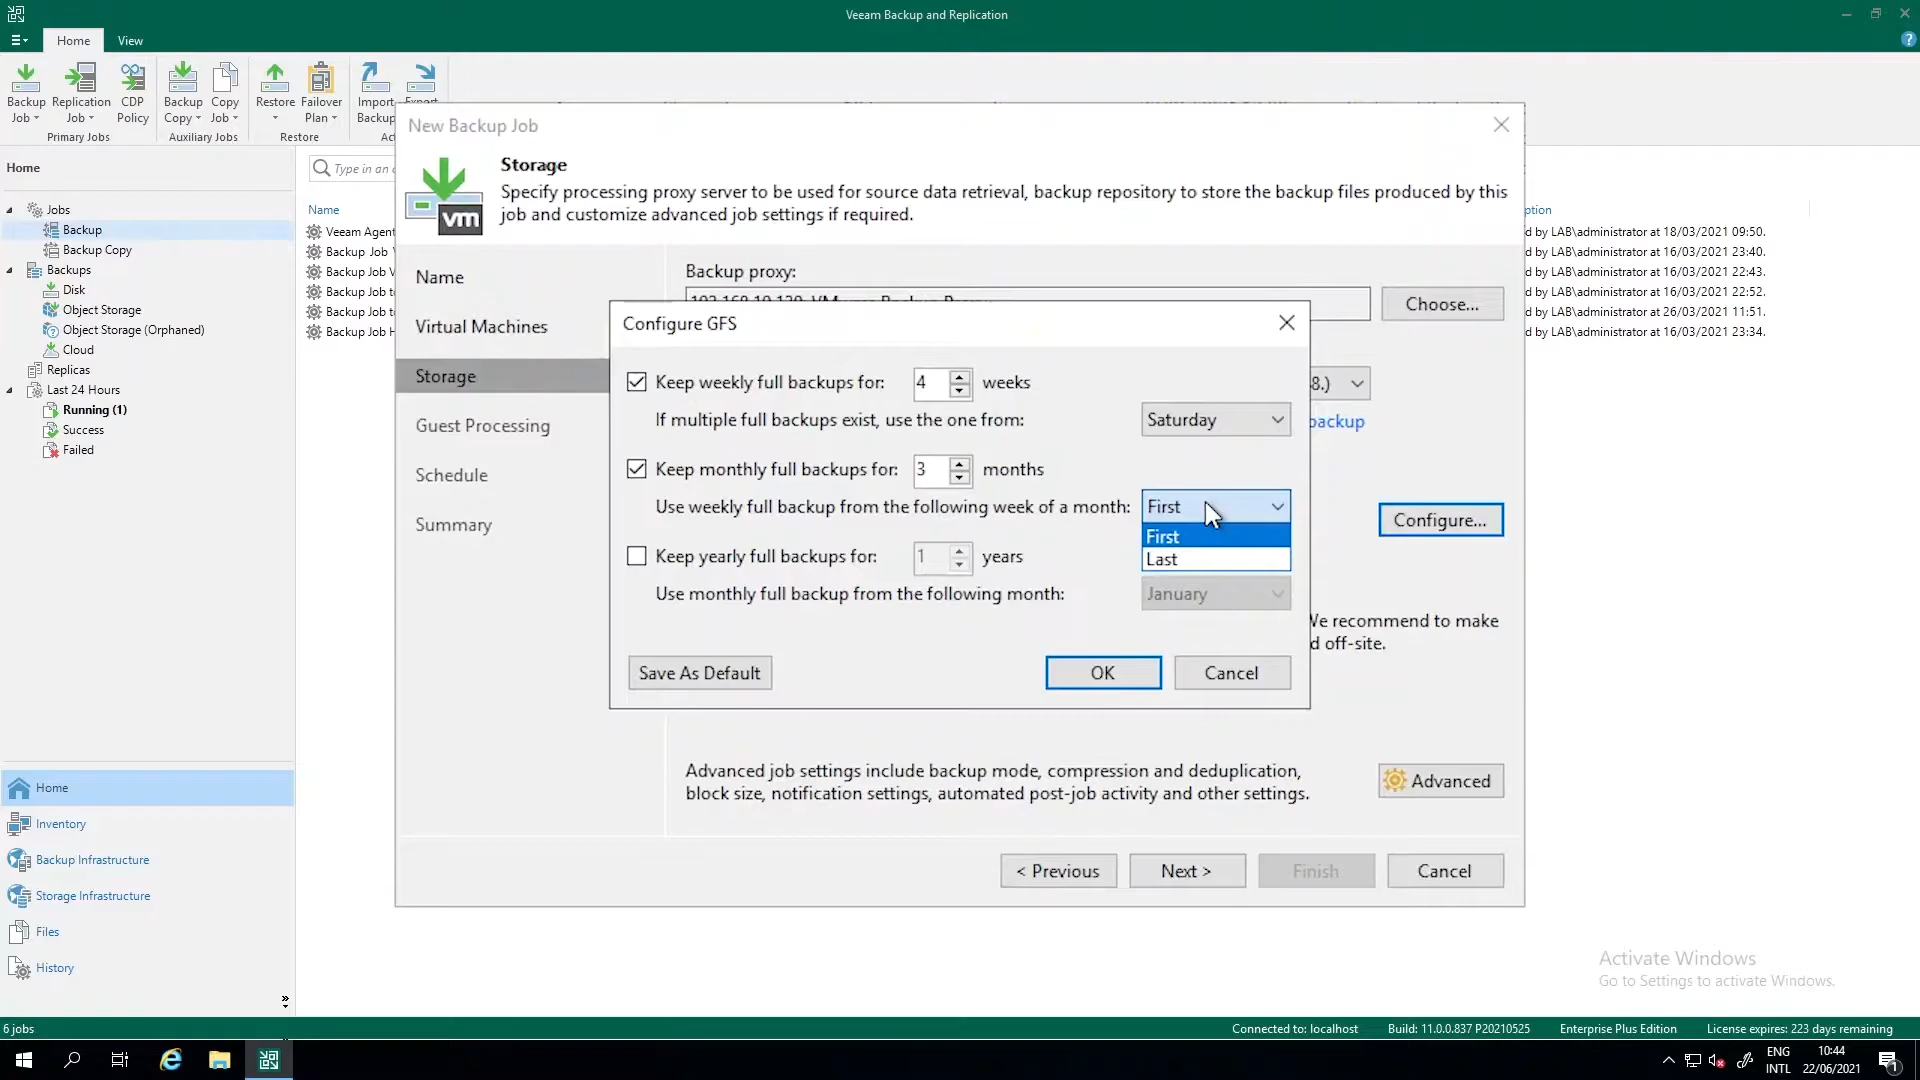 Veeam Backup and Replication
Home
View
Backup Job
Replication Job
CDP Policy
Primary Jobs
Backup Copy
Copy Job
Auxiliary Jobs
Restore
Failover Plan
Restore
Import Backup
Export
Home
Type in an
Jobs
Backup
Backup Copy
Backups
Disk
Object Storage
Object Storage (Orphaned)
Cloud
Replicas
Last 24 Hours
Running (1)
Success
Failed
Name
Veeam Agent
Backup Job
Backup Job
Backup Job
Backup Job
Backup Job
d by LAB\administrator at 18/03/2021 09:50.
d by LAB\administrator at 16/03/2021 23:40.
d by LAB\administrator at 16/03/2021 22:43.
d by LAB\administrator at 16/03/2021 22:52.
d by LAB\administrator at 26/03/2021 11:51.
d by LAB\administrator at 16/03/2021 23:34.
New Backup Job
vm
Storage
Specify processing proxy server to be used for source data retrieval, backup repository to store the backup files produced by this
job and customize advanced job settings if required.
Name
Virtual Machines
Storage
Guest Processing
Schedule
Summary
Backup proxy:
Choose...
8.)
backup
Configure...
We recommend to make
d off-site.
Configure GFS
Keep weekly full backups for: 4 weeks
If multiple full backups exist, use the one from: Saturday
Keep monthly full backups for: 3 months
Use weekly full backup from the following week of a month: First
First
Last
Keep yearly full backups for: 1 years
Use monthly full backup from the following month: January
Save As Default
OK
Cancel
Advanced job settings include backup mode, compression and deduplication,
block size, notification settings, automated post-job activity and other settings.
Advanced
< Previous
Next >
Finish
Cancel
Home
Inventory
Backup Infrastructure
Storage Infrastructure
Files
History
Activate Windows
Go to Settings to activate Windows.
6 jobs
Connected to: localhost
Build: 11.0.0.837 P20210525
Enterprise Plus Edition
License expires: 223 days remaining
ENG
INTL
10:44
22/06/2021
1